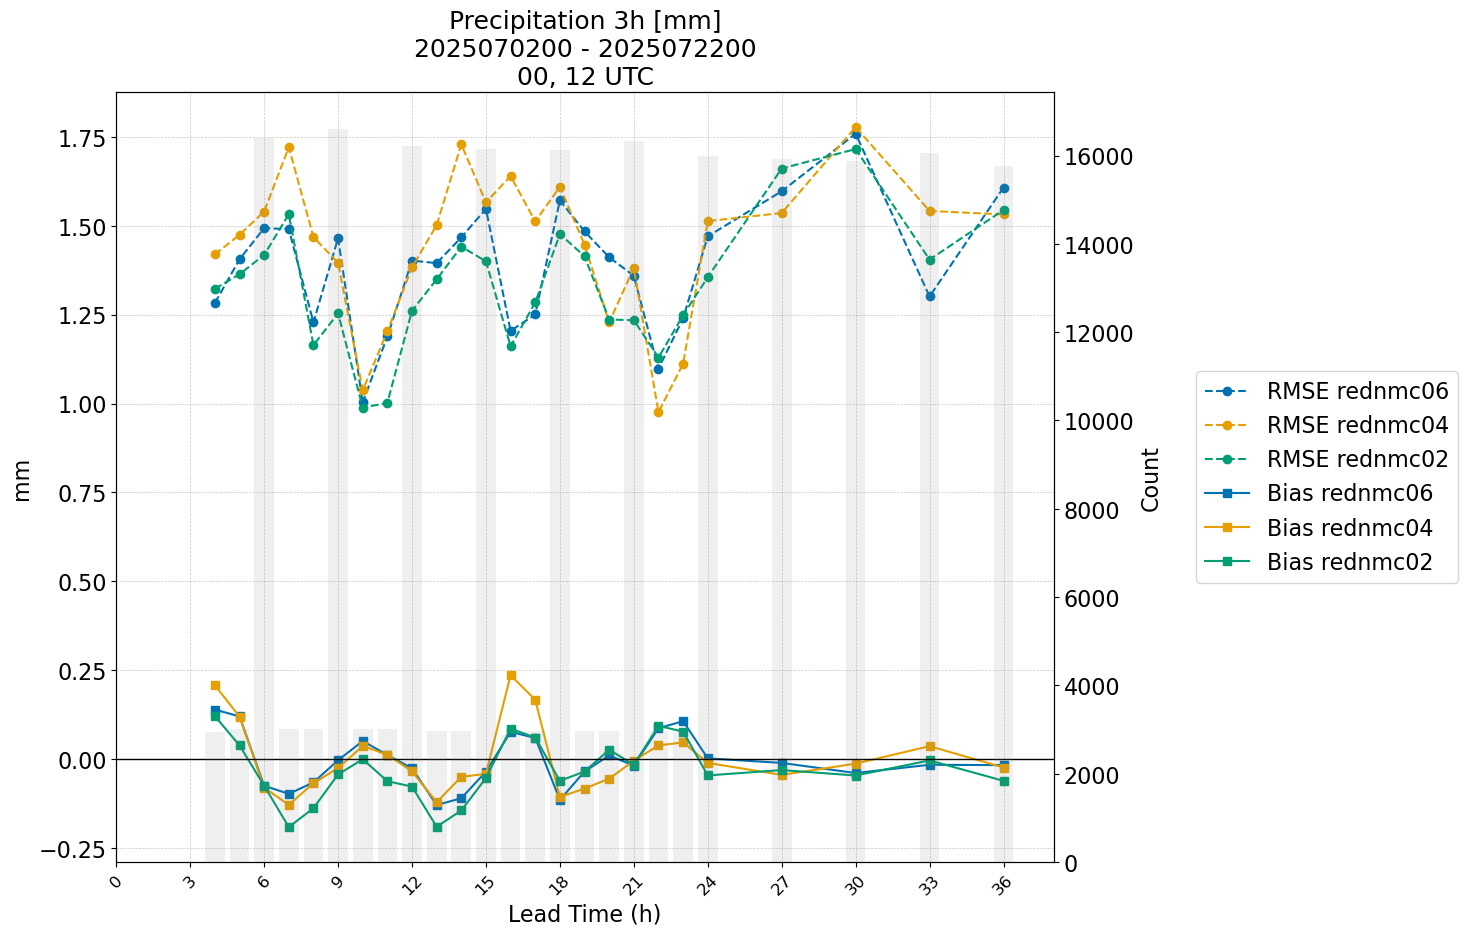 Precipitation 3h [mm]
2025070200 - 2025072200
00, 12 UTC
mm
1.75
1.50
1.25
1.00
0.75
0.50
0.25
0.00
−0.25
0
3
6
9
12
15
18
21
24
27
30
33
36
Lead Time (h)
16000
14000
12000
10000
8000
6000
4000
2000
0
Count
RMSE rednmc06
RMSE rednmc04
RMSE rednmc02
Bias rednmc06
Bias rednmc04
Bias rednmc02